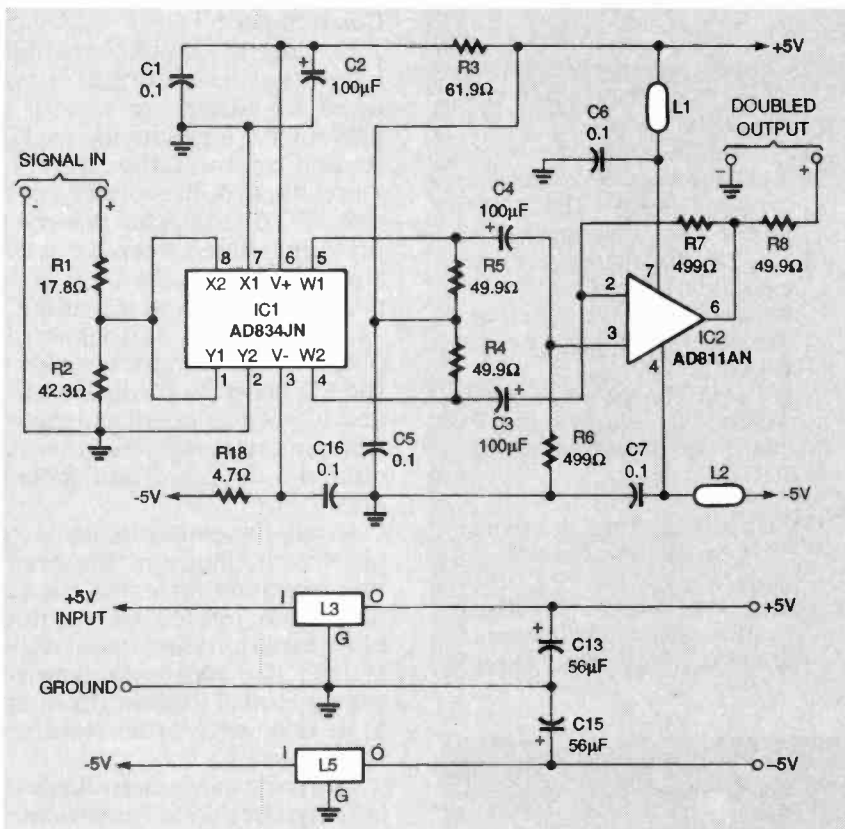 +5V
C1
0.1
+
C2
100µF
R3
61.9Ω
C6
0.1
L1
DOUBLED
OUTPUT
-
+
SIGNAL IN
-
+
C4
100µF
+
R1
17.8Ω
R7
499Ω
R8
49.9Ω
8 7 6 5
X2 X1 V+ W1
IC1
AD834JN
Y1 Y2 V- W2
1 2 3 4
R5
49.9Ω
R4
49.9Ω
2
7
3
6
4
IC2
AD811AN
R2
42.3Ω
+
C3
100µF
R18
4.7Ω
-5V
C16
0.1
C5
0.1
R6
499Ω
C7
0.1
L2
-5V
+5V
INPUT
I
L3
O
G
+5V
+
C13
56µF
GROUND
C15
56µF
+
-5V
I
L5
O
G
-5V